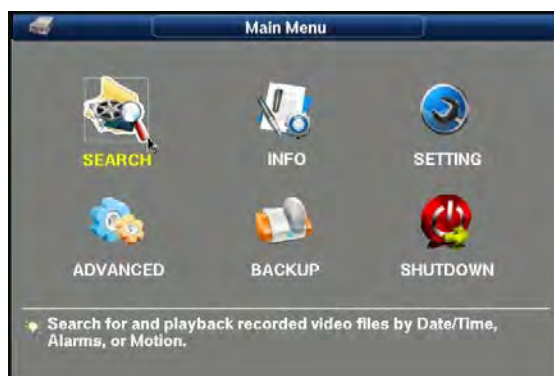 Main Menu
SEARCH INFO SETTING
ADVANCED BACKUP SHUTDOWN
Search for and playback recorded video files by Date/Time,
Alarms, or Motion.